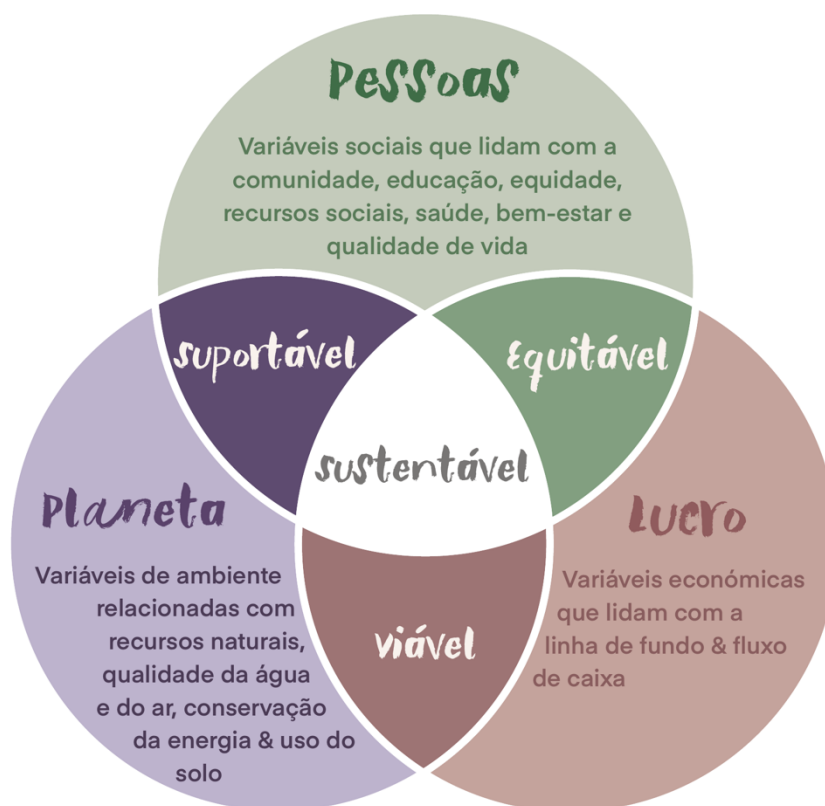 Pessoas
Variáveis sociais que lidam com a
comunidade, educação, equidade,
recursos sociais, saúde, bem-estar e
qualidade de vida
suportável
Equitável
sustentável
Planeta
Variáveis de ambiente
relacionadas com
recursos naturais,
qualidade da água
e do ar, conservação
da energia & uso do
solo
Lucro
Variáveis económicas
que lidam com a
linha de fundo & fluxo
de caixa
viável